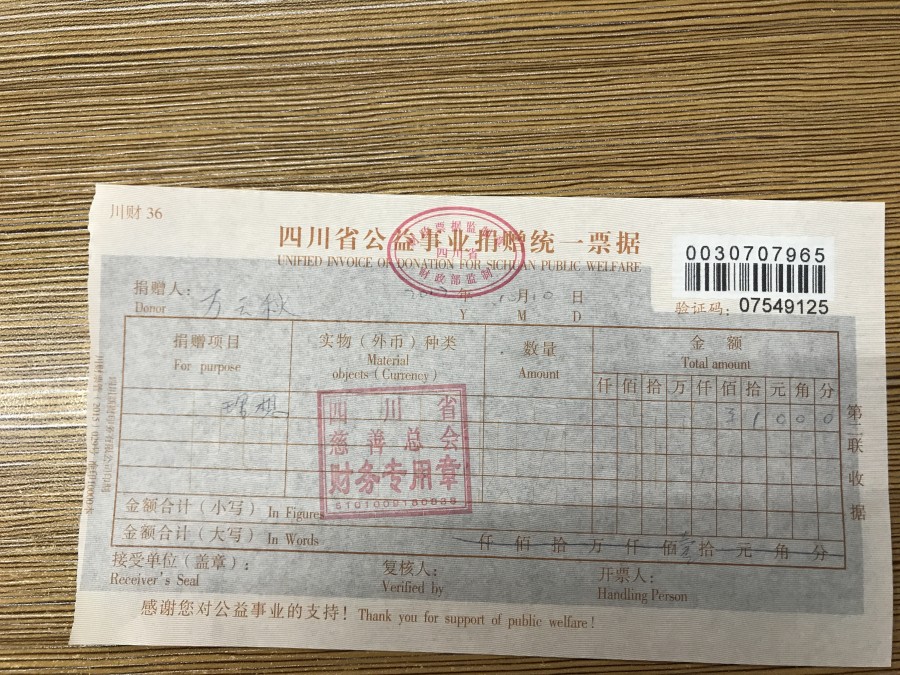 川财 36
四川省公益事业捐赠统一票据
UNIFIED INVOICE OF DONATION FOR SICHUAN PUBLIC WELFARE
四川省
财政部监制
0030707965
验证码：07549125
捐赠人：方云秋 年 10月10日
Donor Y M D
捐赠项目 实物（外币）种类 数量 金额
For purpose Material objects（Currency） Amount Total amount
仟 佰 拾 万 仟 佰 拾 元 角 分
3 1 0 0 0
四川省
慈善总会
财务专用章
金额合计（小写） In Figures
金额合计（大写） In Words 仟 佰 拾 万 仟 佰 拾 元 角 分
接受单位（盖章）： 复核人： 开票人：
Receiver's Seal Verified by Handling Person
感谢您对公益事业的支持！Thank you for support of public welfare！
第二联 收据